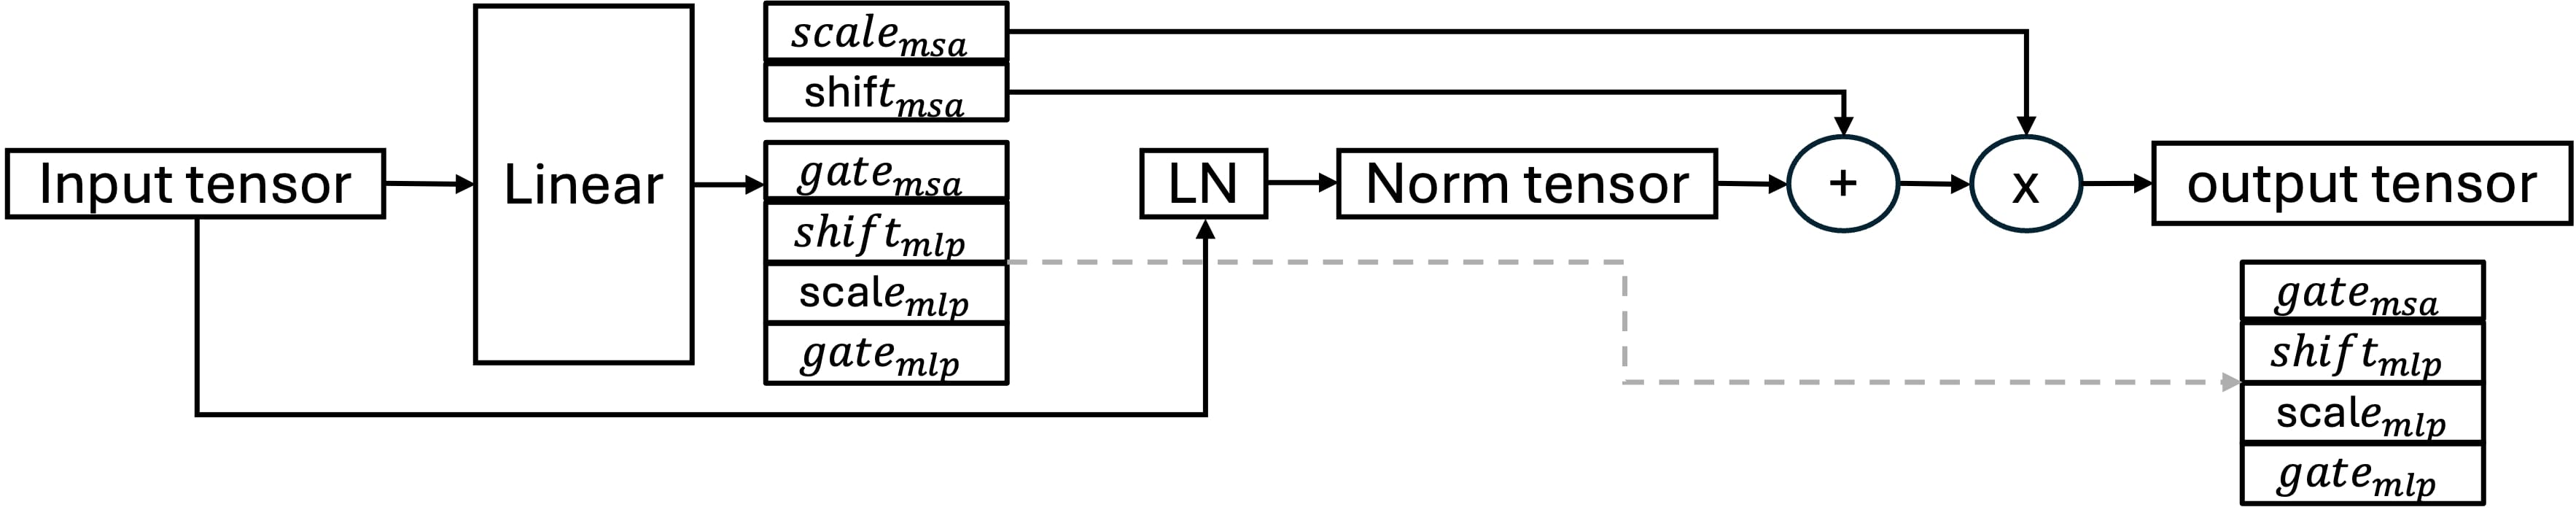 scale_msa
shift_msa
Input tensor
Linear
gate_msa
shift_mlp
scale_mlp
gate_mlp
LN
Norm tensor
+
x
output tensor
gate_msa
shift_mlp
scale_mlp
gate_mlp